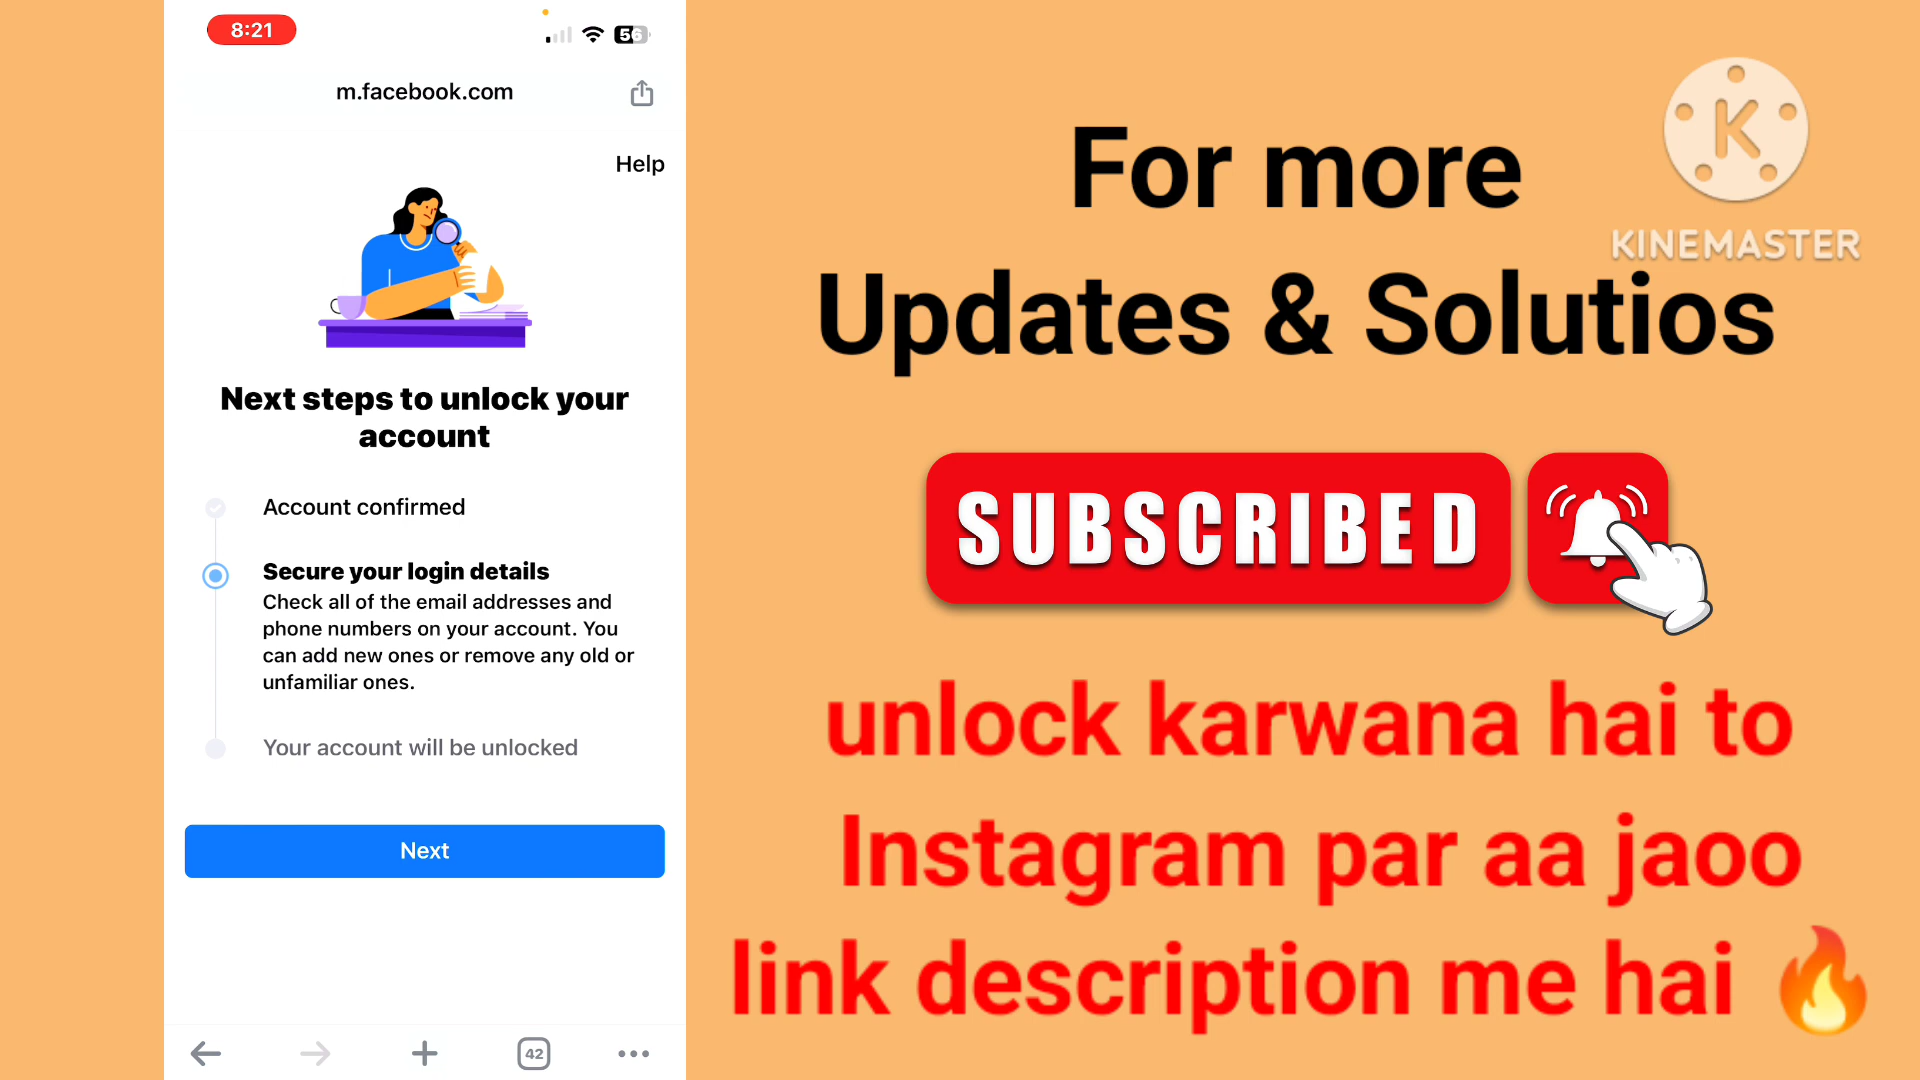 8:21
56
m.facebook.com
Help
Next steps to unlock your
account
Account confirmed
Secure your login details
Check all of the email addresses and
phone numbers on your account. You
can add new ones or remove any old or
unfamiliar ones.
Your account will be unlocked
Next
42
For more
K
KINEMASTER
Updates & Solutios
SUBSCRIBED
unlock karwana hai to
Instagram par aa jaoo
link description me hai 🔥